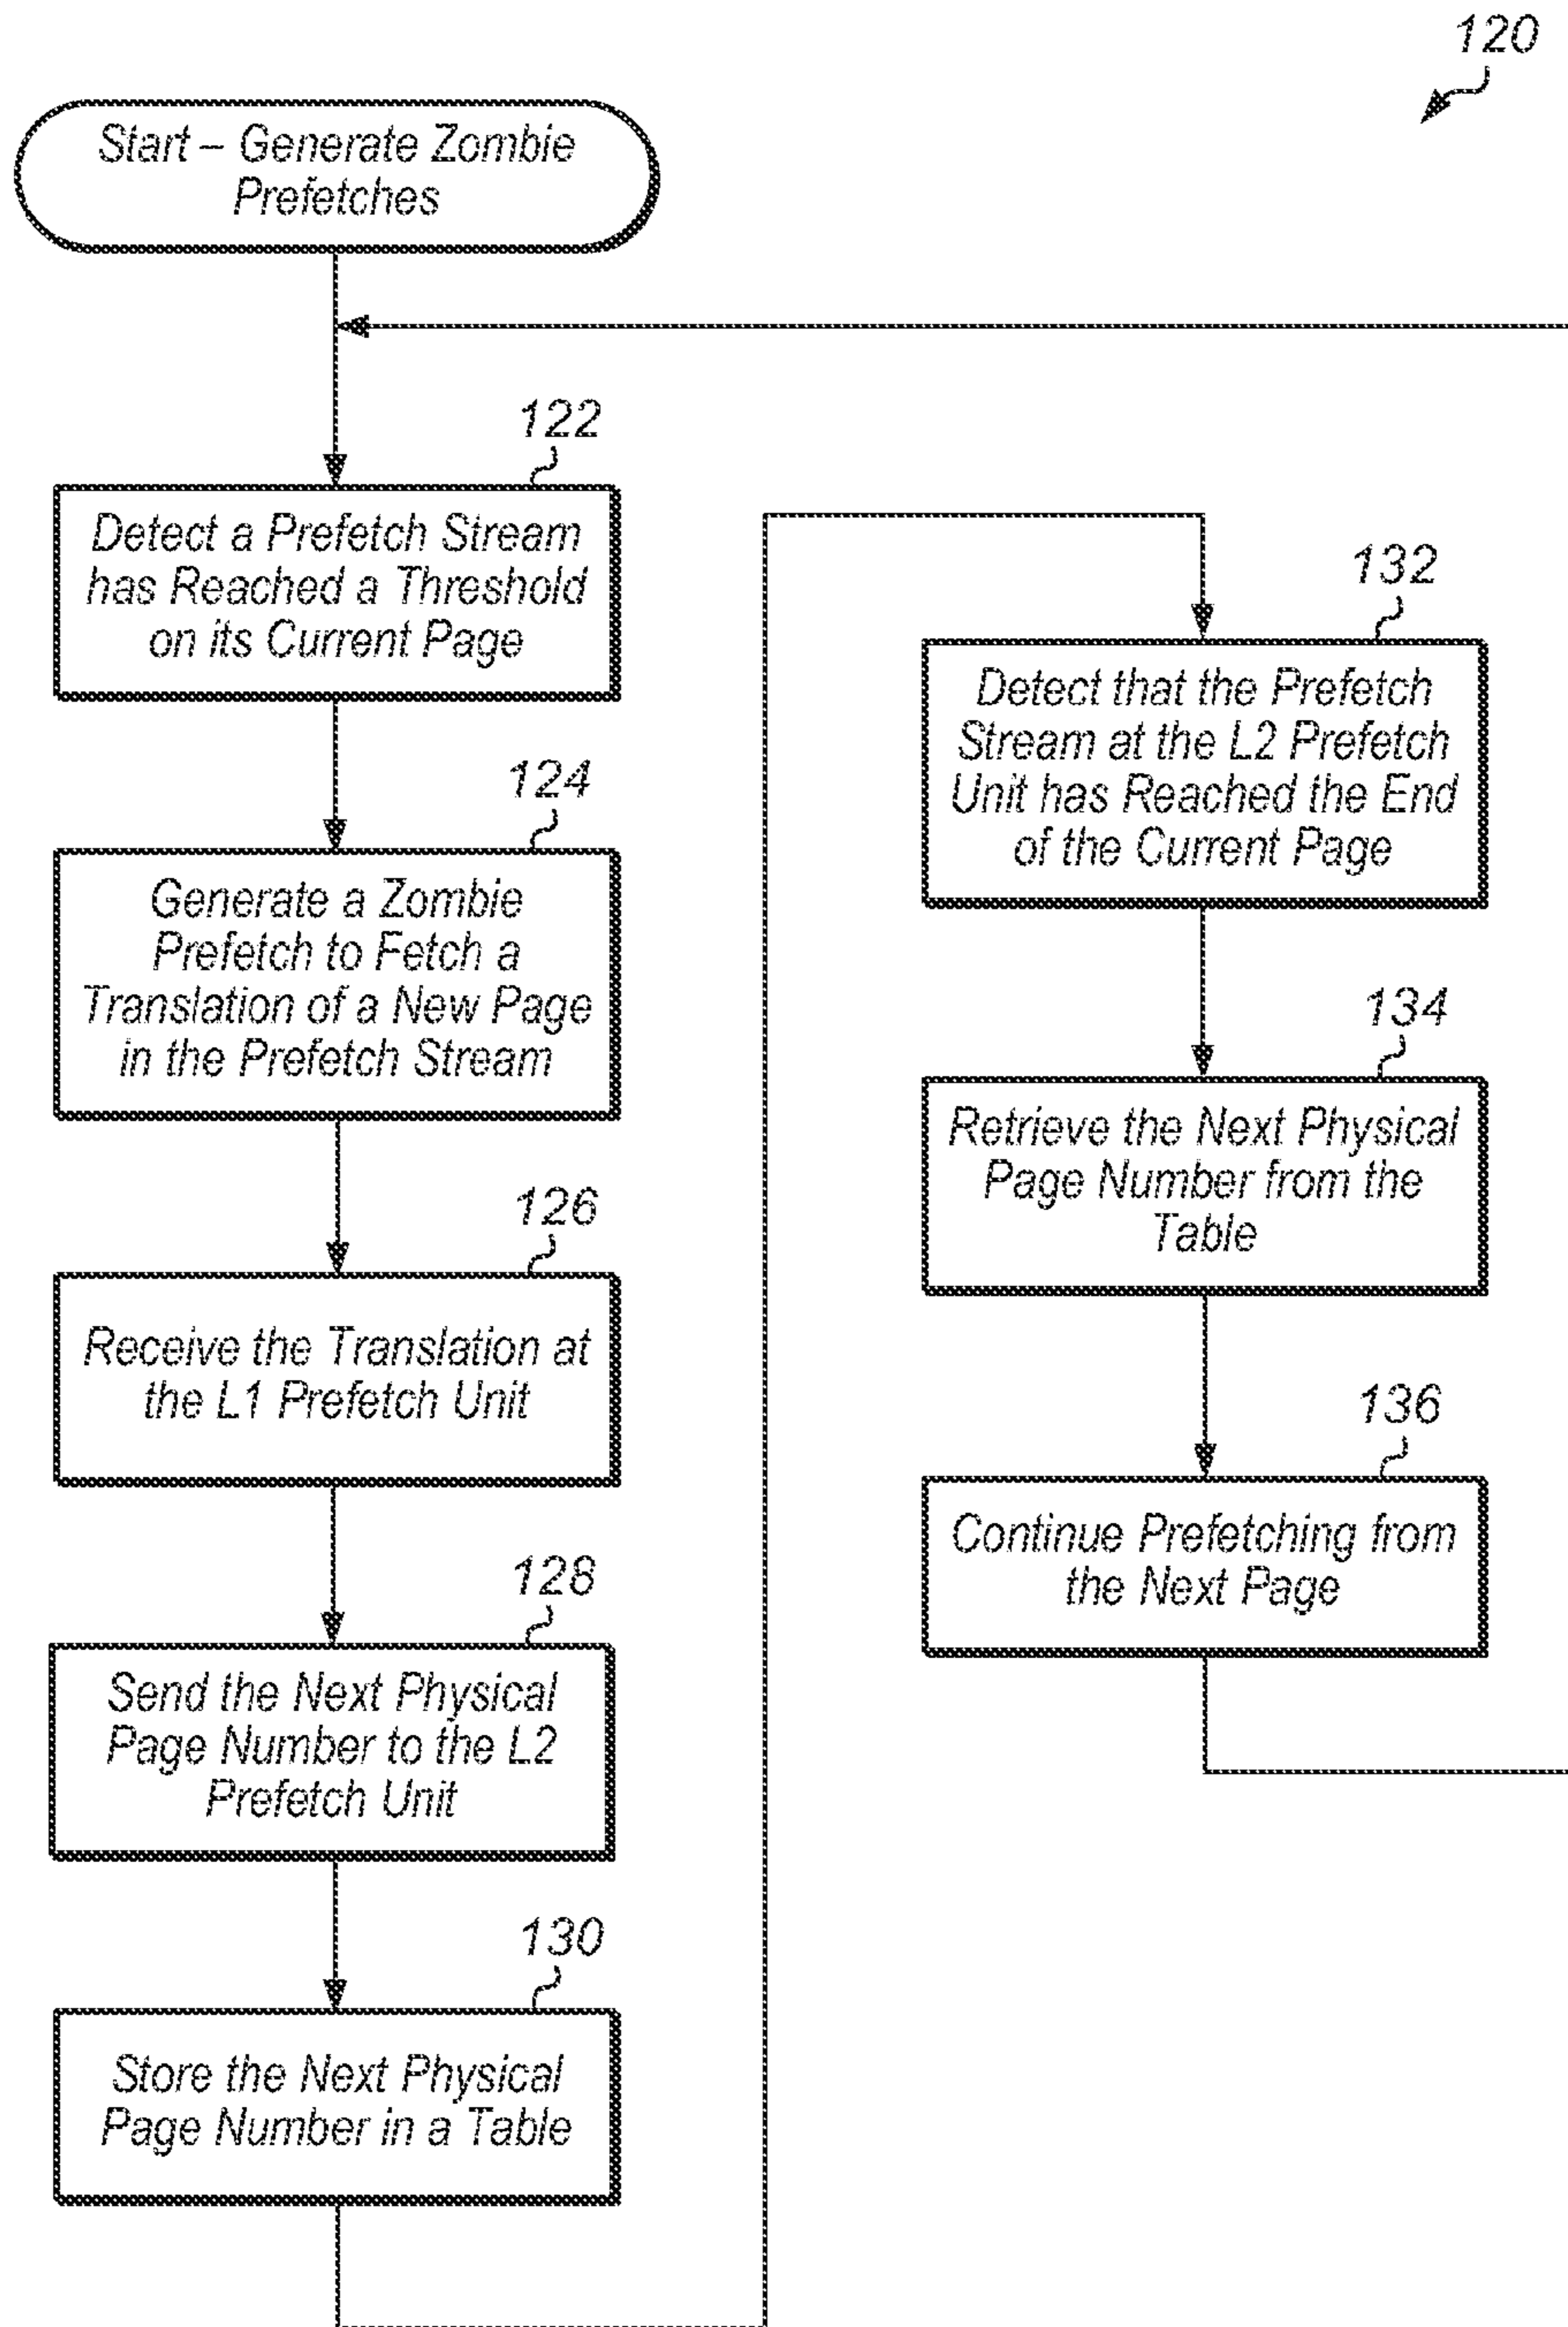 120
Start – Generate Zombie
Prefetches
122
Detect a Prefetch Stream
has Reached a Threshold
on its Current Page
124
Generate a Zombie
Prefetch to Fetch a
Translation of a New Page
in the Prefetch Stream
126
Receive the Translation at
the L1 Prefetch Unit
128
Send the Next Physical
Page Number to the L2
Prefetch Unit
130
Store the Next Physical
Page Number in a Table
132
Detect that the Prefetch
Stream at the L2 Prefetch
Unit has Reached the End
of the Current Page
134
Retrieve the Next Physical
Page Number from the
Table
136
Continue Prefetching from
the Next Page